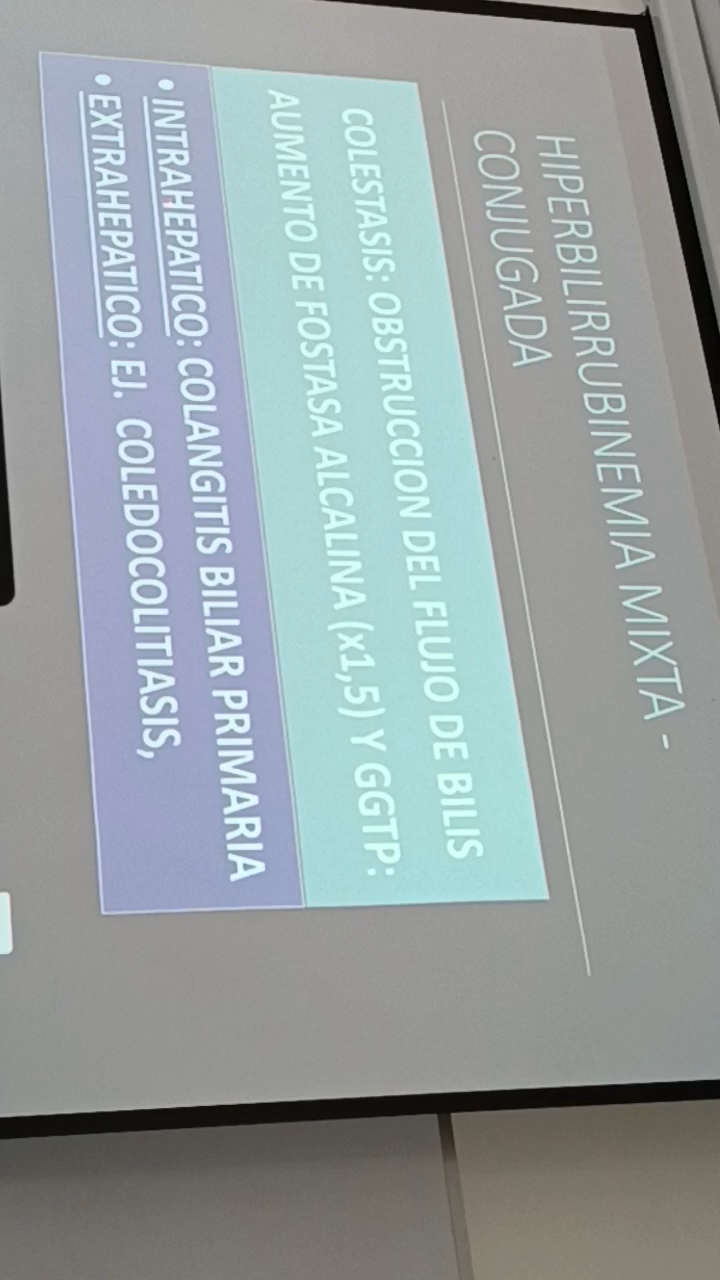 HIPERBILIRRUBINEMIA MIXTA -
CONJUGADA
COLESTASIS: OBSTRUCCION DEL FLUJO DE BILIS
AUMENTO DE FOSTASA ALCALINA (x1,5) Y GGTP:
• INTRAHEPATICO: COLANGITIS BILIAR PRIMARIA
• EXTRAHEPATICO: EJ. COLEDOCOLITIASIS,